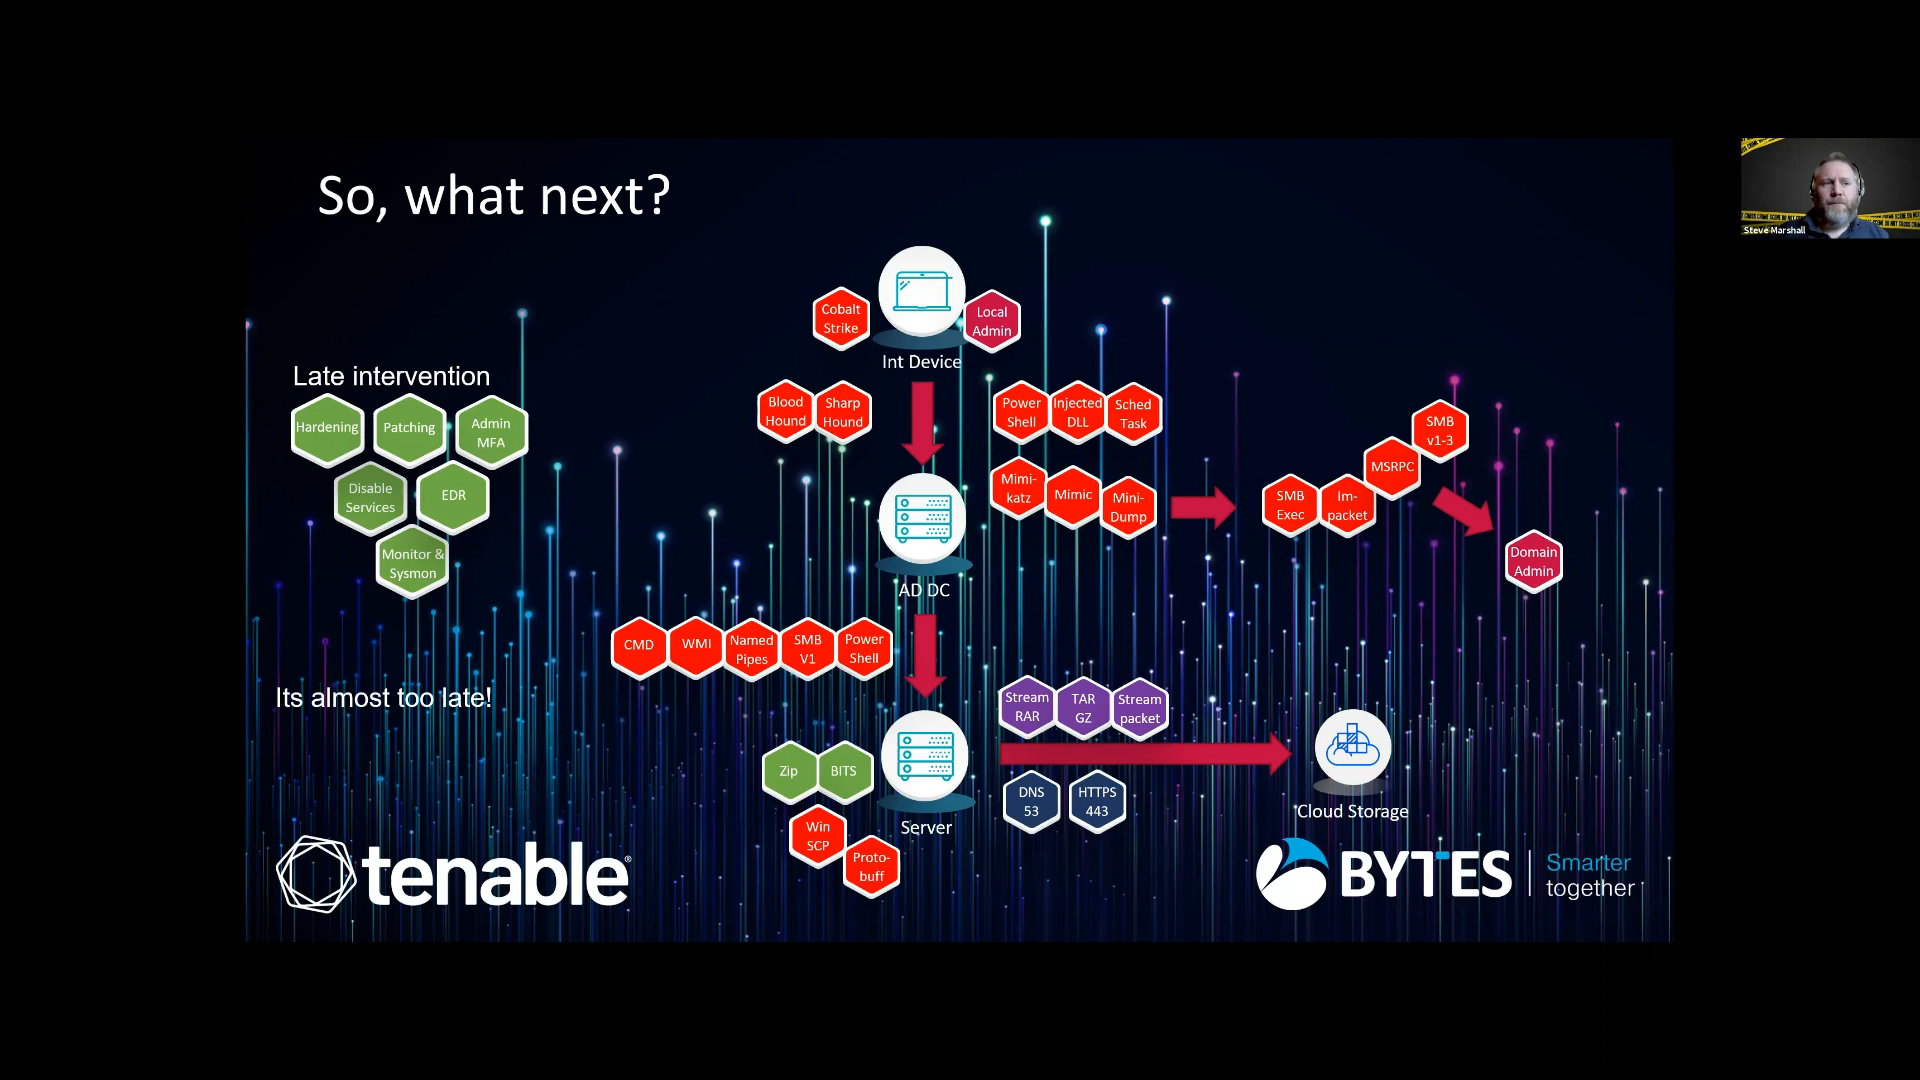 So, what next?
Steve Marshall
Cobalt
Strike
Local
Admin
Int Device
Late intervention
Hardening
Patching
Admin
MFA
Disable
Services
EDR
Monitor &
Sysmon
Blood
Hound
Sharp
Hound
Power
Shell
Injected
DLL
Sched
Task
Mimi-
katz
Mimic
Mini-
Dump
SMB
Exec
Im-
packet
MSRPC
SMB
v1-3
Domain
Admin
AD DC
CMD
WMI
Named
Pipes
SMB
V1
Power
Shell
Its almost too late!
Stream
RAR
TAR
GZ
Stream
packet
Zip
BITS
Win
SCP
Proto-
buff
Server
DNS
53
HTTPS
443
Cloud Storage
tenable®
BYTES
Smarter
together